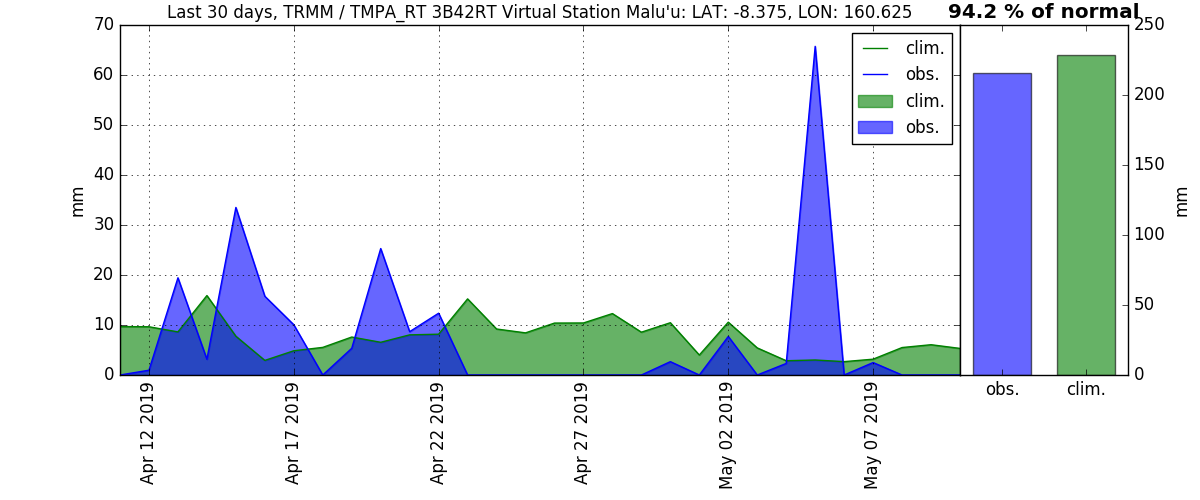 Last 30 days, TRMM / TMPA_RT 3B42RT Virtual Station Malu'u: LAT: -8.375, LON: 160.625
94.2 % of normal
70
60
50
40
30
20
10
0
mm
clim.
obs.
clim.
obs.
250
200
150
100
50
0
mm
Apr 12 2019
Apr 17 2019
Apr 22 2019
Apr 27 2019
May 02 2019
May 07 2019
obs.
clim.